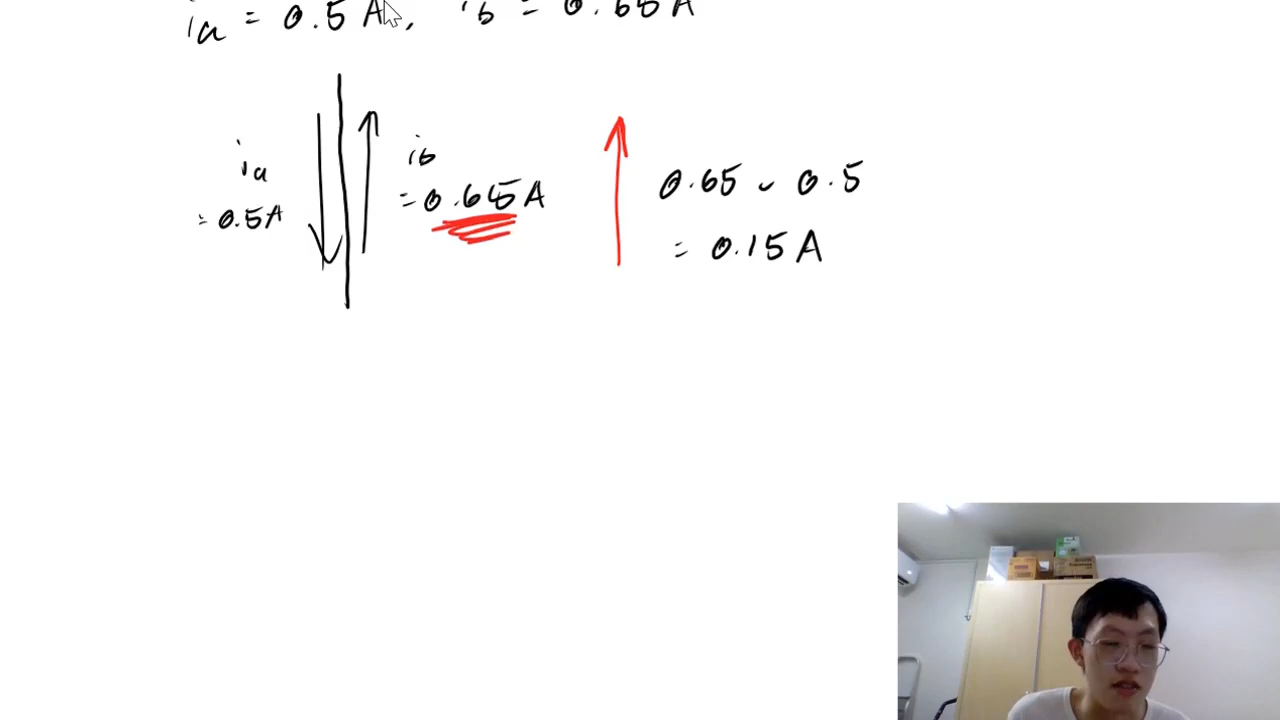 ia = 0.5 A, ib = 0.65 A
ia
= 0.5A
ib
= 0.65A
0.65 - 0.5
= 0.15 A